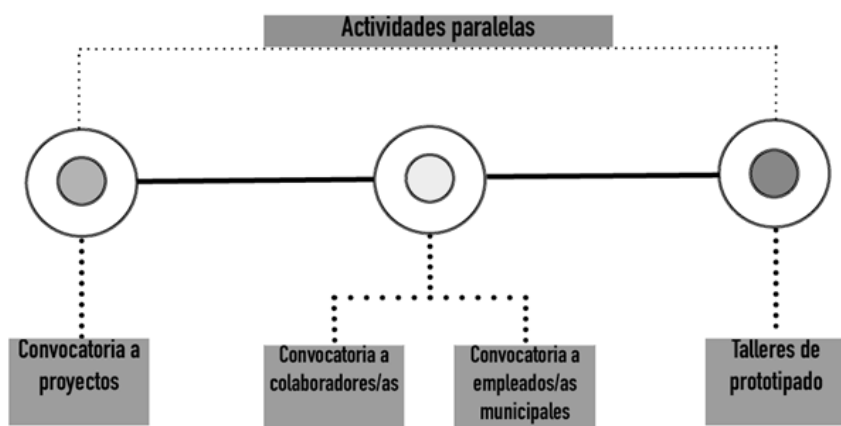 Actividades paralelas
Convocatoria a
proyectos
Convocatoria a
colaboradores/as
Convocatoria a
empleados/as
municipales
Talleres de
prototipado